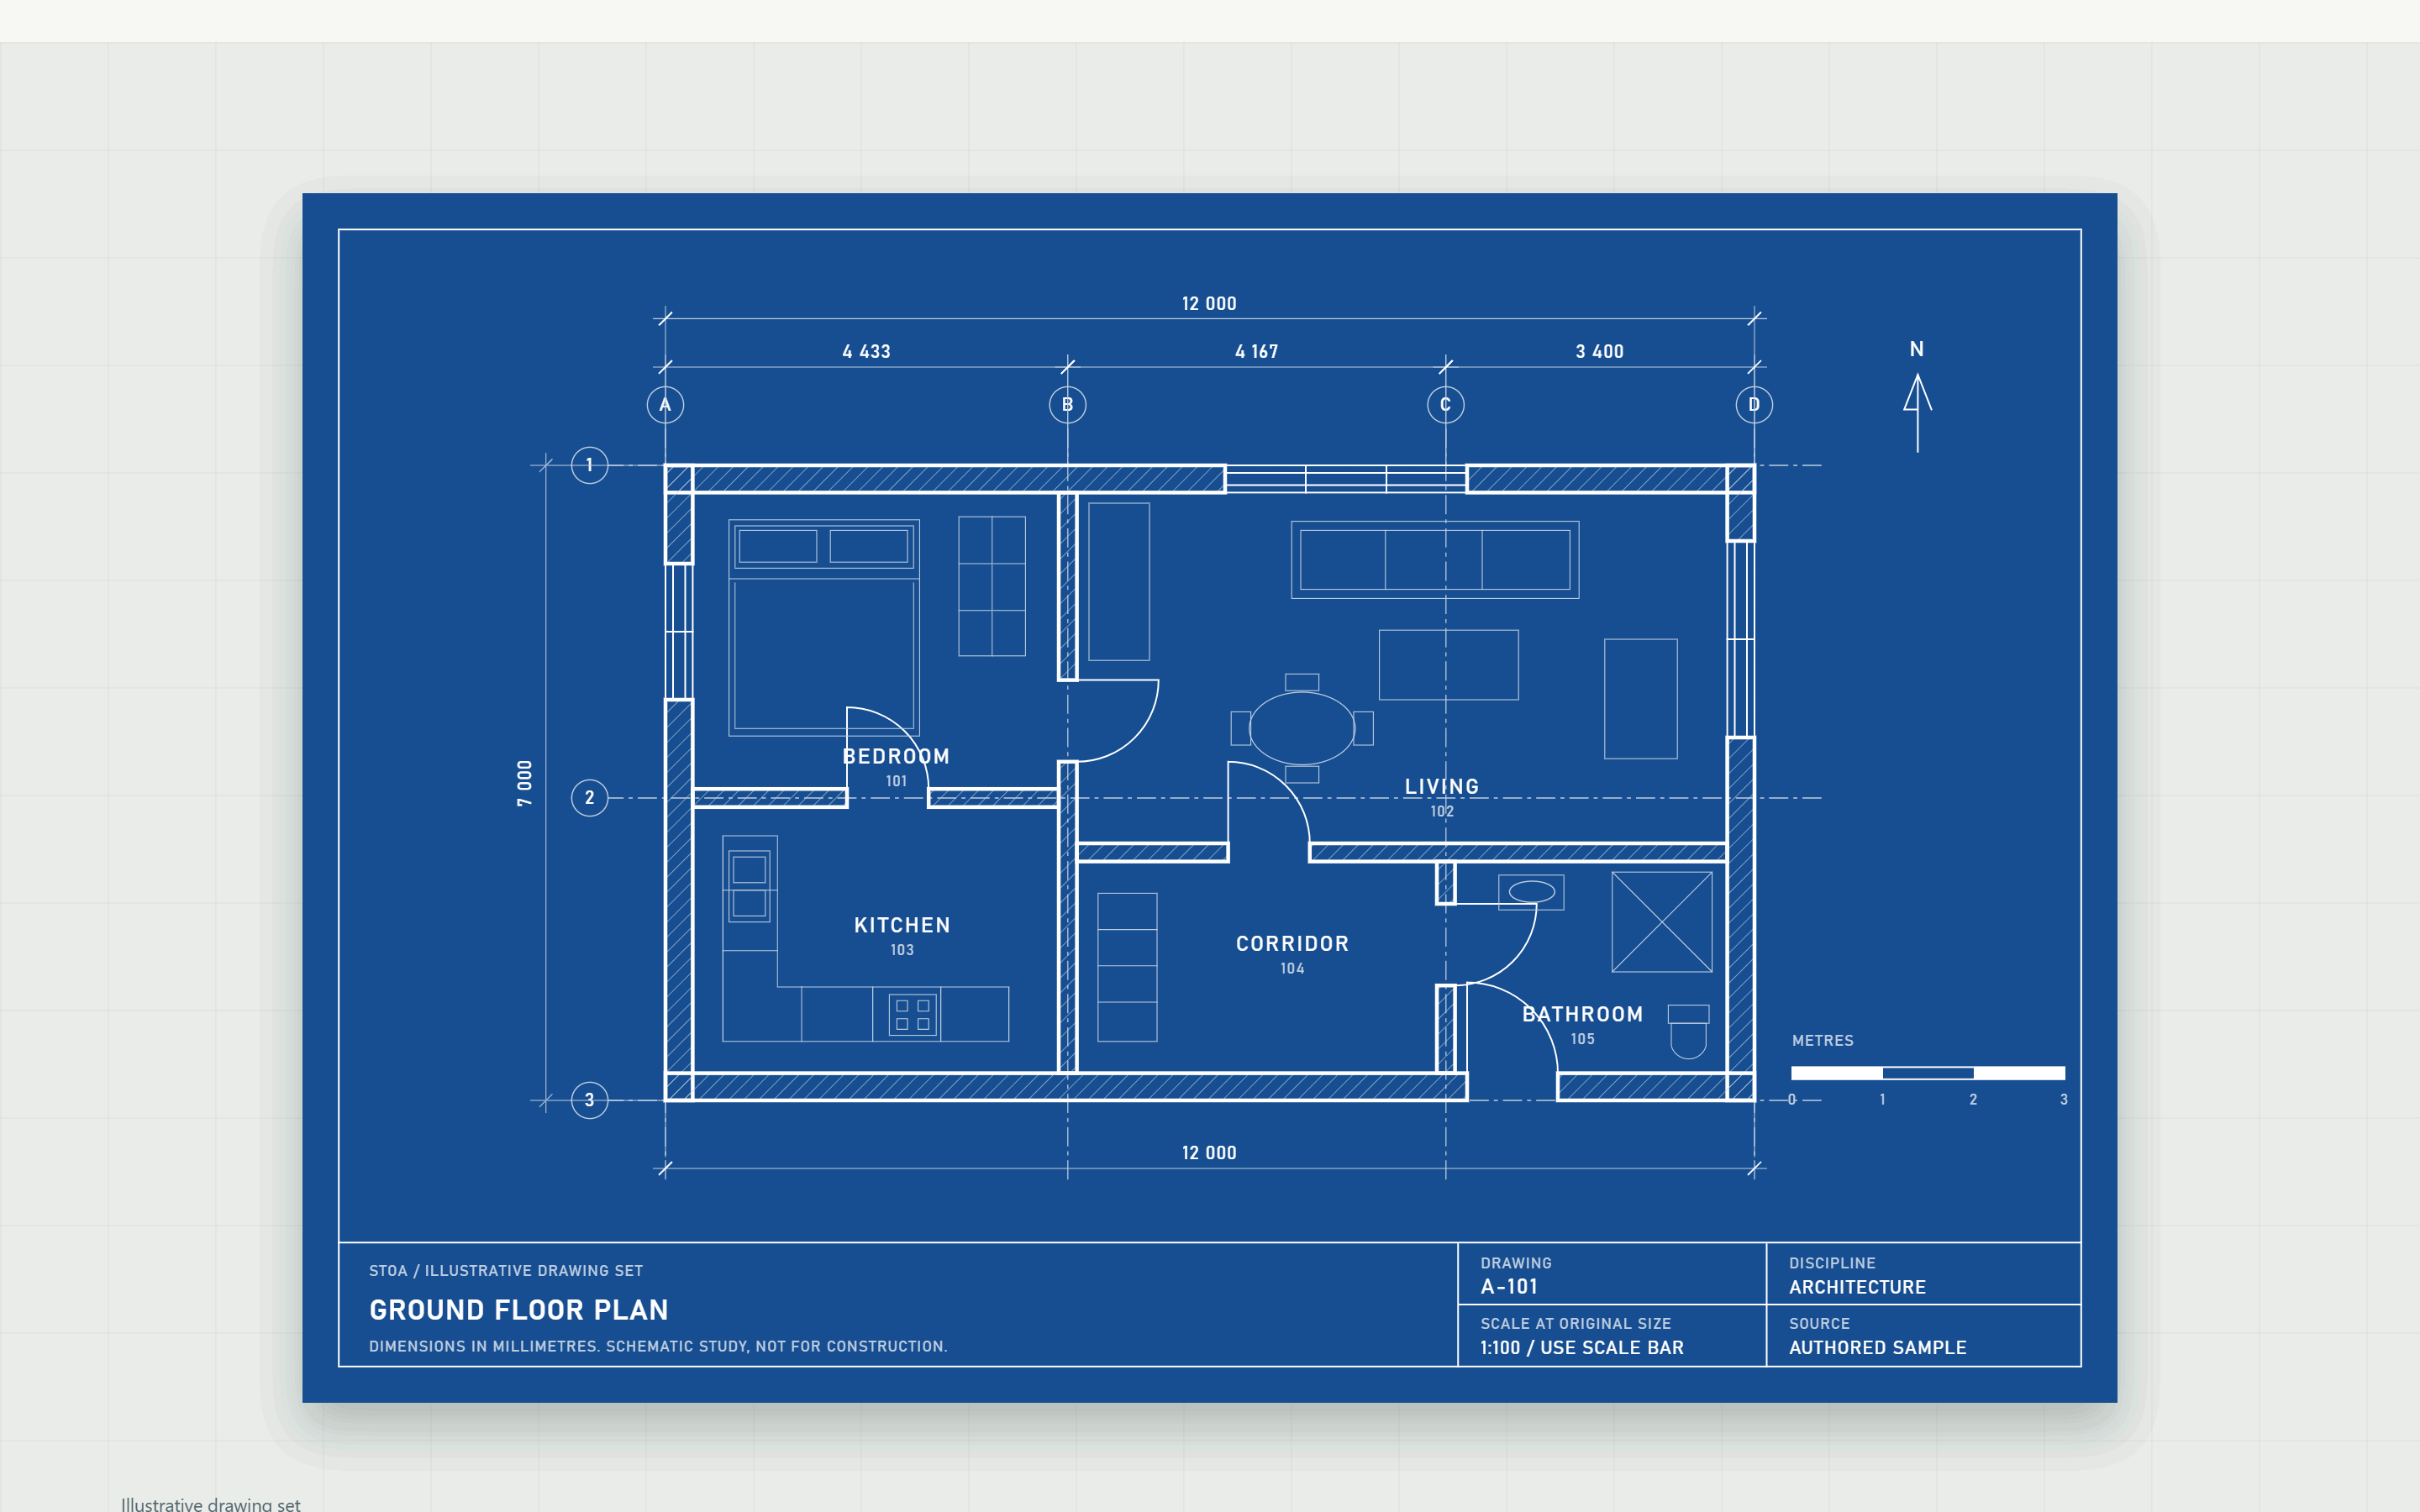 12 000
4 433
4 167
3 400
N
A
B
C
D
1
BEDROOM
101
7 000
2
LIVING
102
KITCHEN
103
CORRIDOR
104
BATHROOM
105
METRES
3
0
1
2
3
12 000
STOA / ILLUSTRATIVE DRAWING SET
GROUND FLOOR PLAN
DIMENSIONS IN MILLIMETRES. SCHEMATIC STUDY, NOT FOR CONSTRUCTION.
DRAWING
A-101
DISCIPLINE
ARCHITECTURE
SCALE AT ORIGINAL SIZE
1:100 / USE SCALE BAR
SOURCE
AUTHORED SAMPLE
Illustrative drawing set